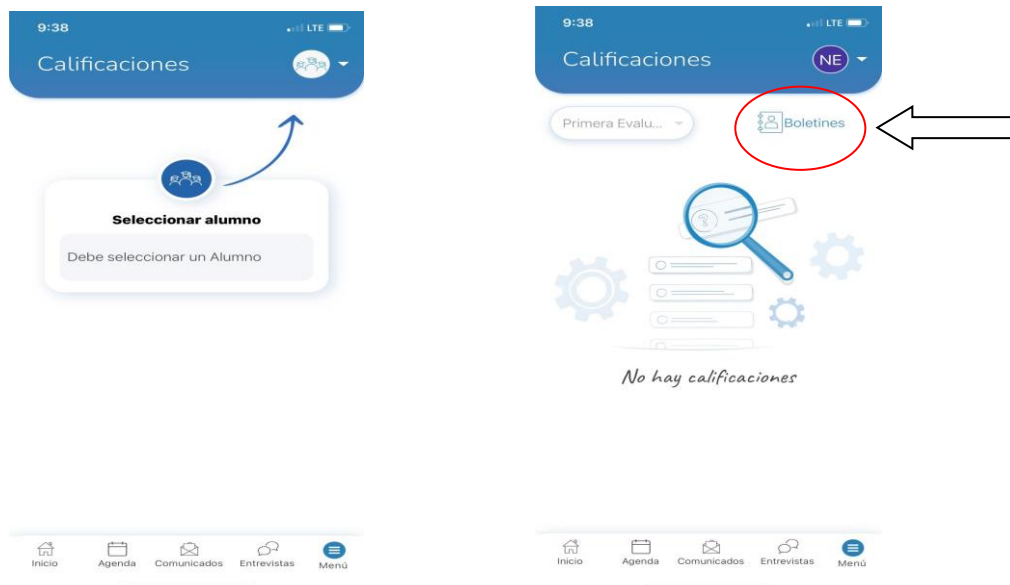 9:38
LTE
Calificaciones
Seleccionar alumno
Debe seleccionar un Alumno
Inicio
Agenda
Comunicados
Entrevistas
Menú
9:38
LTE
Calificaciones
NE
Primera Evalu...
Boletines
?
No hay calificaciones
Inicio
Agenda
Comunicados
Entrevistas
Menú